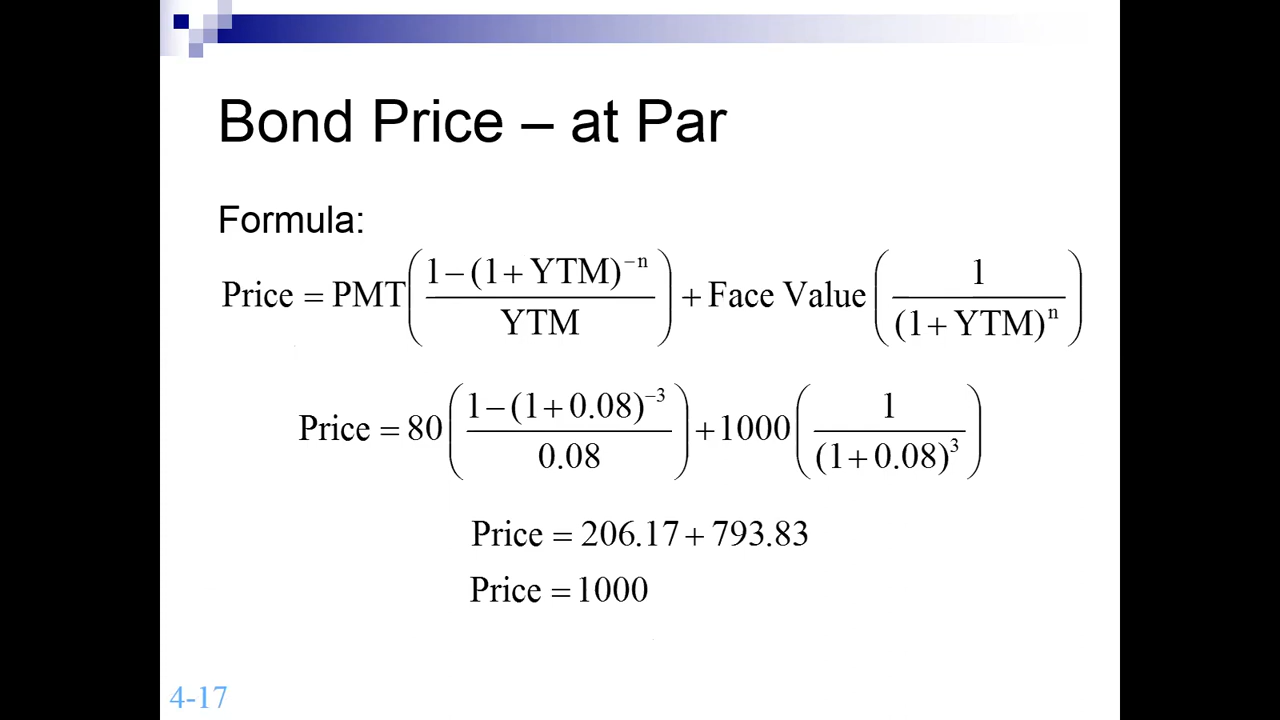 Bond Price – at Par
Formula:
Price = PMT ( (1 − (1 + YTM)⁻ⁿ) / YTM ) + Face Value ( 1 / (1 + YTM)ⁿ )
Price = 80 ( (1 − (1 + 0.08)⁻³) / 0.08 ) + 1000 ( 1 / (1 + 0.08)³ )
Price = 206.17 + 793.83
Price = 1000
4-17